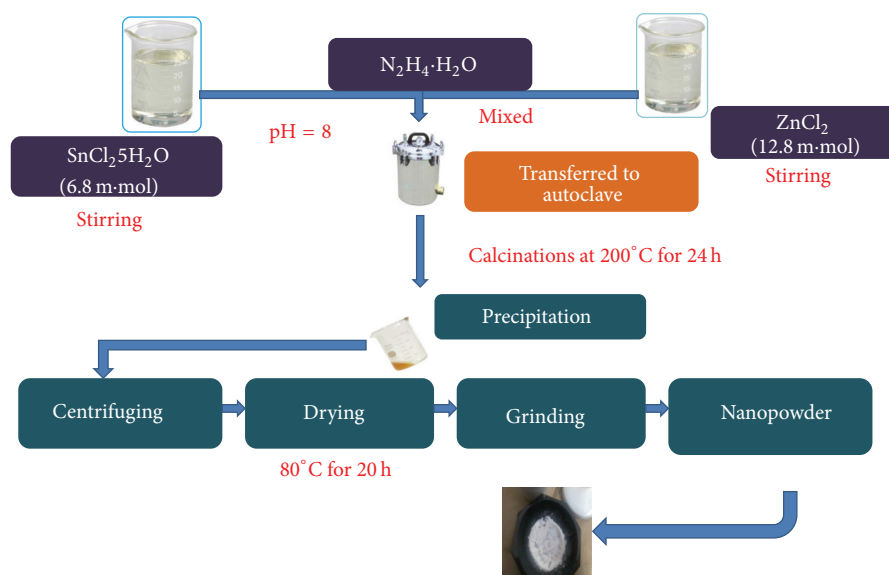 N₂H₄·H₂O
pH = 8
Mixed
SnCl₂5H₂O
(6.8 m·mol)
Stirring
ZnCl₂
(12.8 m·mol)
Stirring
Transferred to
autoclave
Calcinations at 200°C for 24 h
Precipitation
Centrifuging
Drying
Grinding
Nanopowder
80°C for 20 h